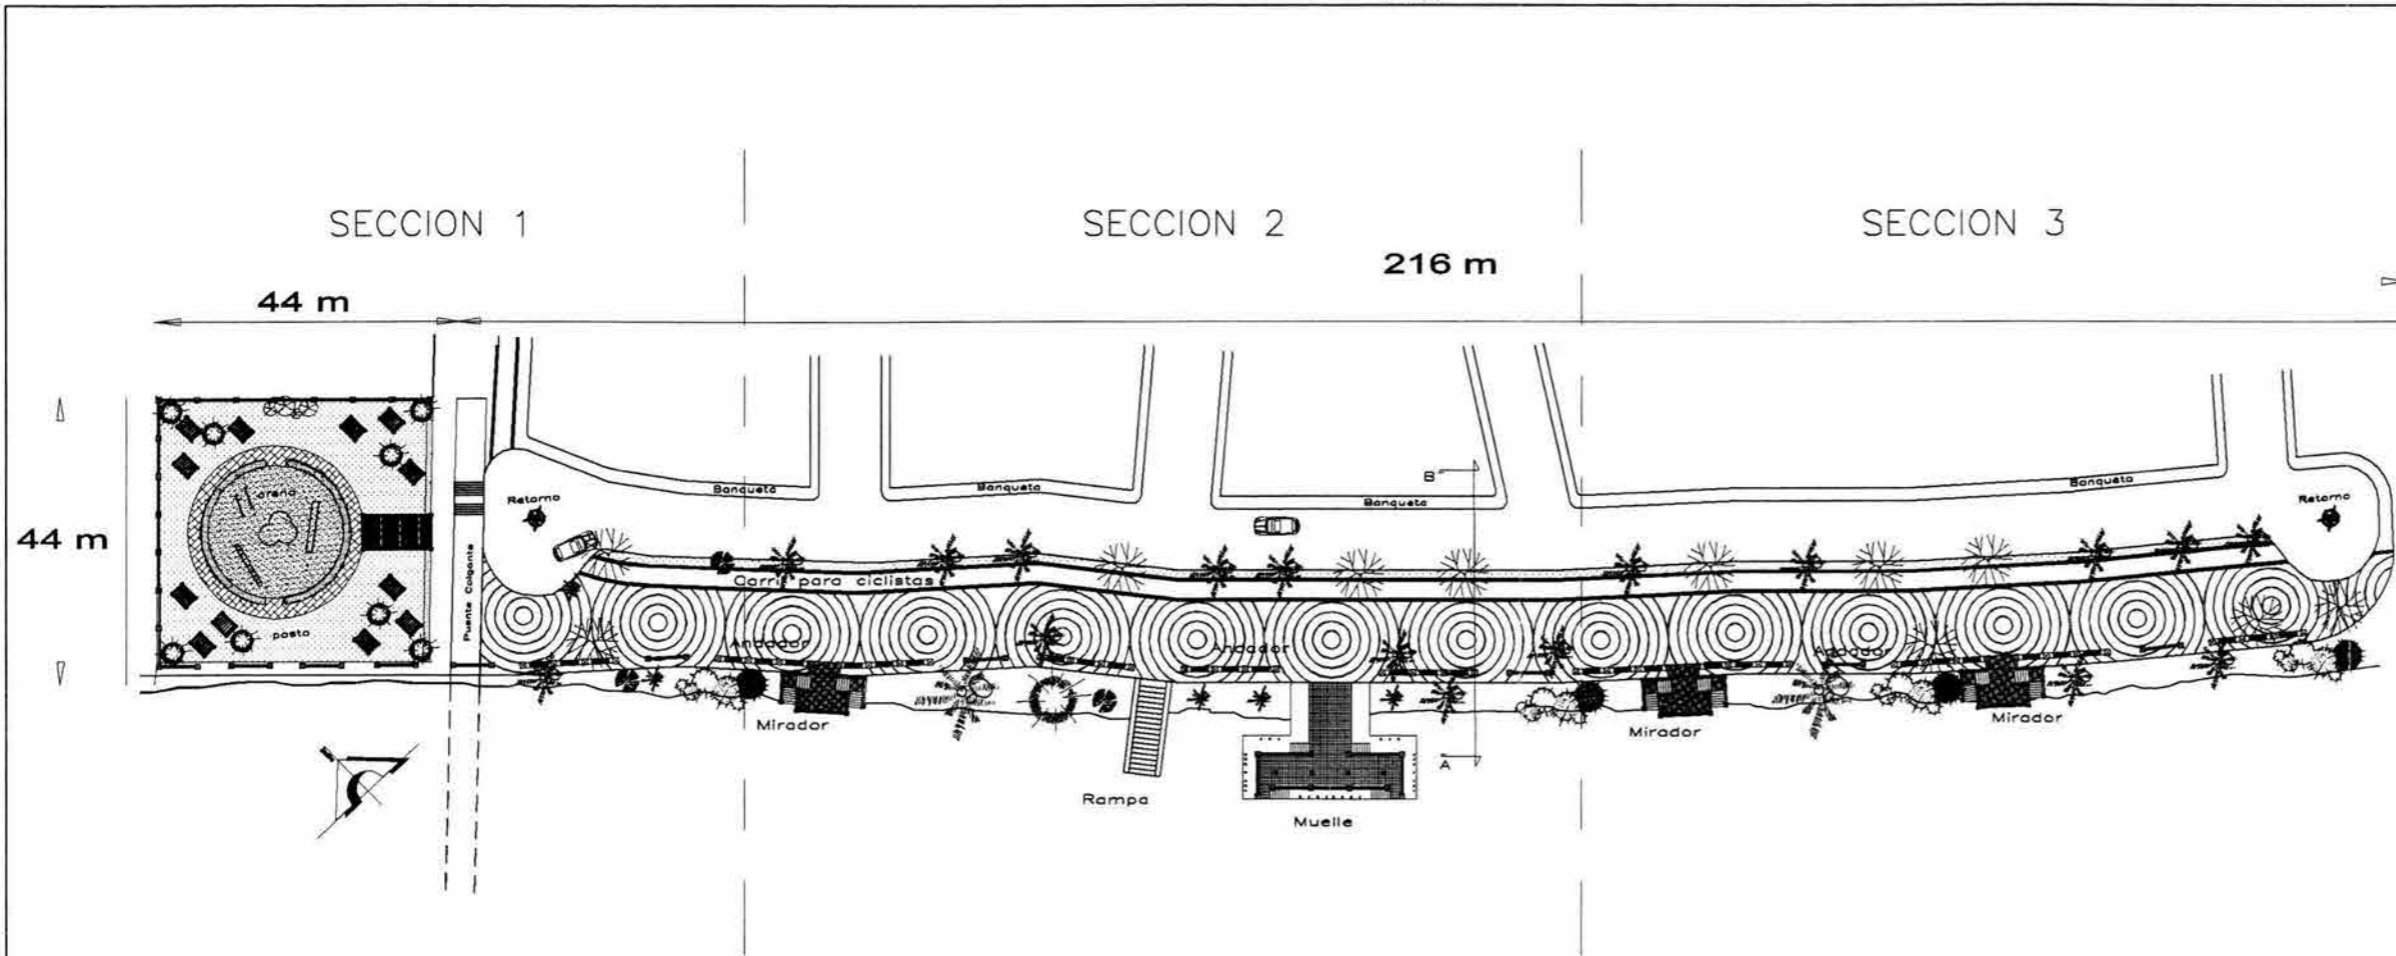 SECCION 1
SECCION 2
SECCION 3
216 m
44 m
44 m
Retorno
Banqueta
Banqueta
Banqueta
Banqueta
Retorno
B
arena
Puente Colgante
Carril para ciclistas
pasto
Andador
Andador
Andador
Mirador
Mirador
Mirador
A
Rampa
Muelle